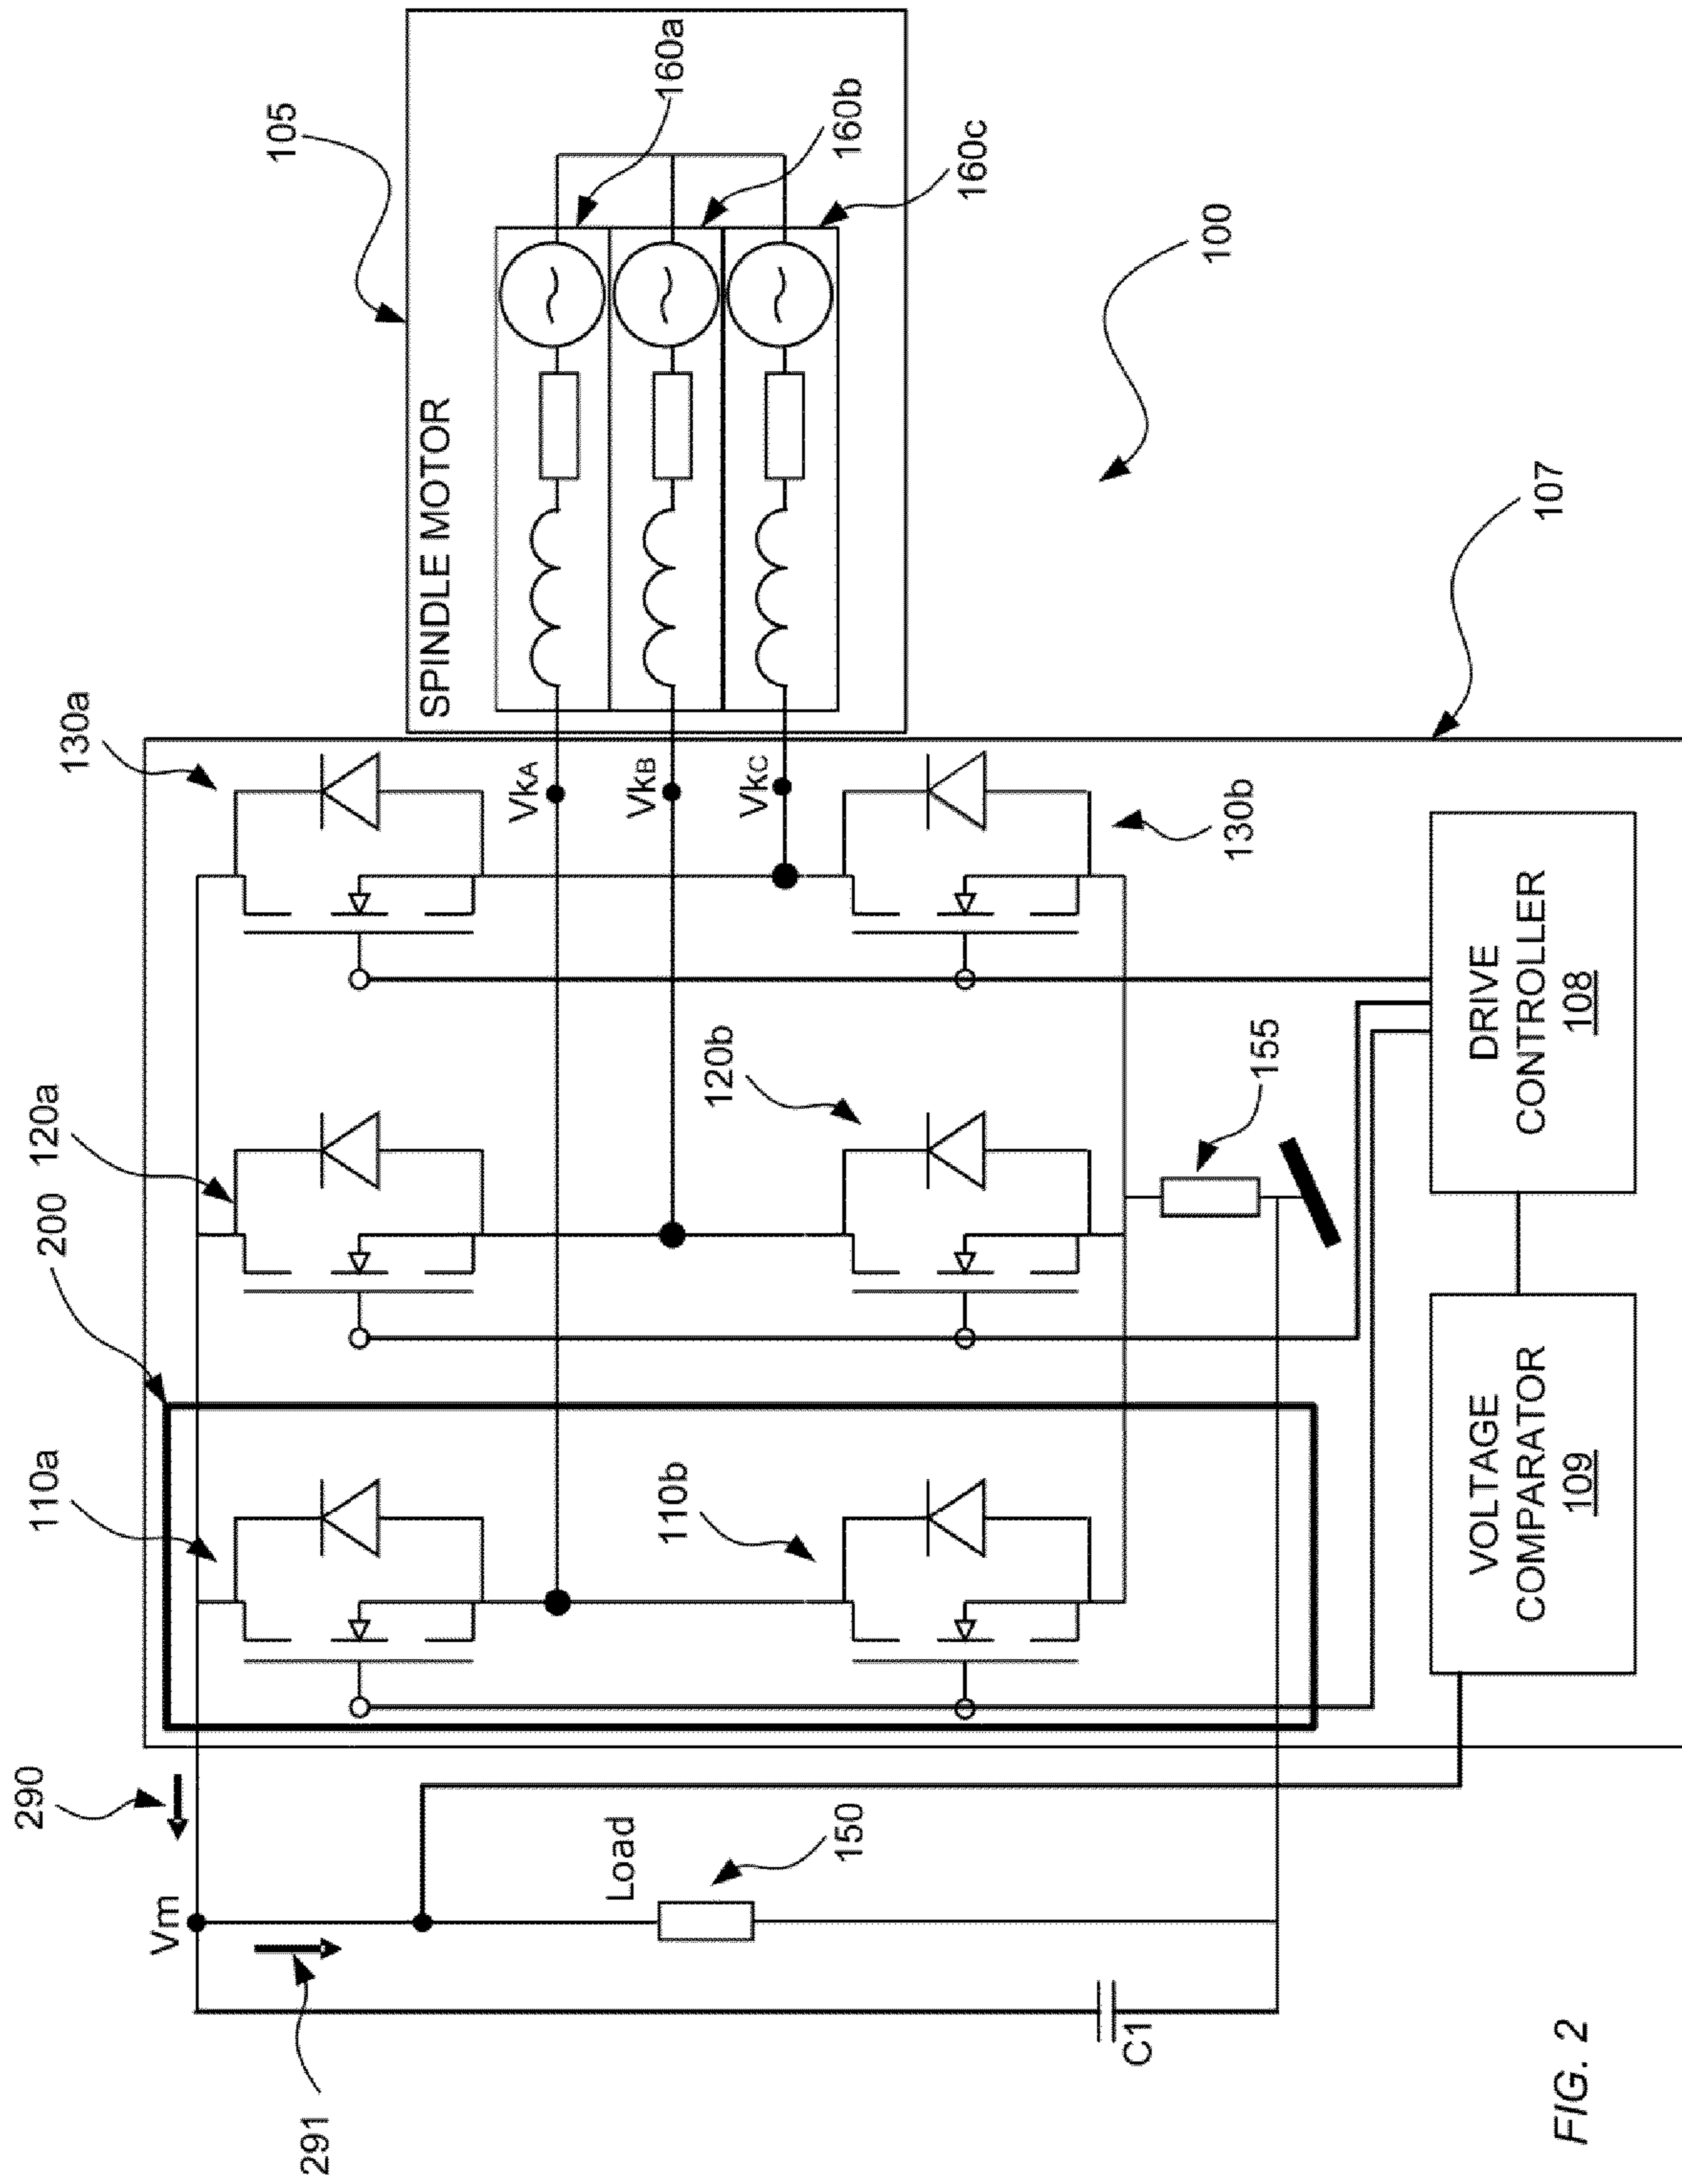 105
SPINDLE MOTOR
160a
160b
160c
100
107
130a
VkA
VkB
VkC
130b
120a
120b
200
155
DRIVE
CONTROLLER
108
110a
110b
VOLTAGE
COMPARATOR
109
290
Vm
Load
150
291
C1
FIG. 2